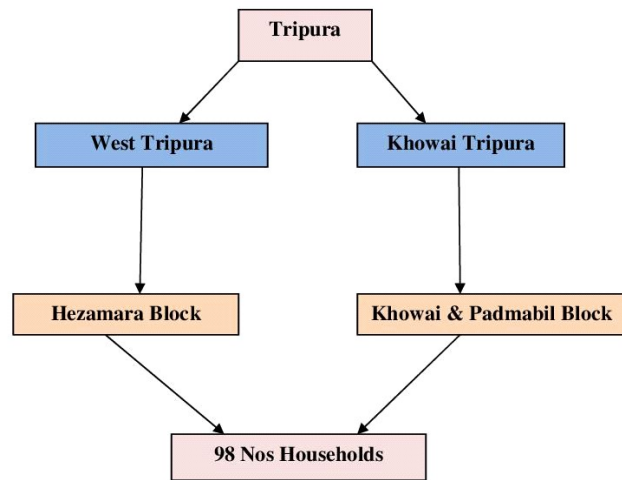 Tripura
West Tripura
Khowai Tripura
Hezamara Block
Khowai & Padmabil Block
98 Nos Households